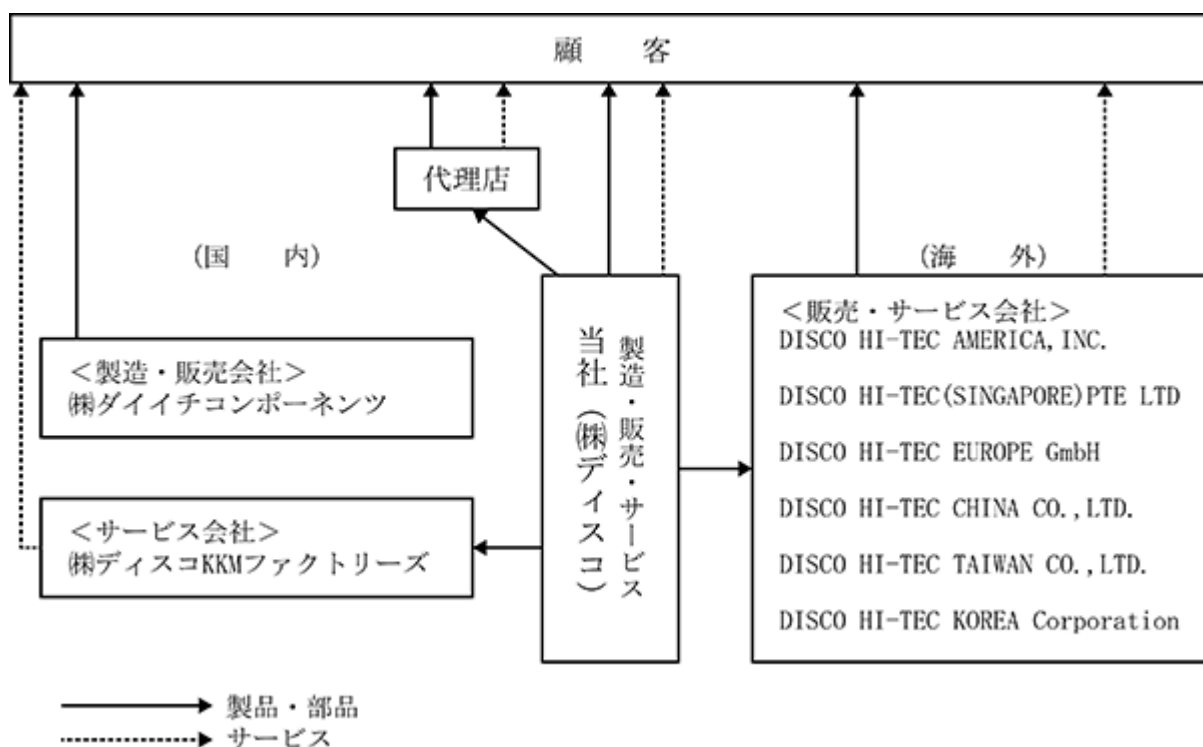 顧 客
代理店
(国 内)
(海 外)
<製造・販売会社>
㈱ダイイチコンポーネンツ
<サービス会社>
㈱ディスコKKMファクトリーズ
製造・販売・サービス
当社(㈱ディスコ)
<販売・サービス会社>
DISCO HI-TEC AMERICA,INC.
DISCO HI-TEC(SINGAPORE)PTE LTD
DISCO HI-TEC EUROPE GmbH
DISCO HI-TEC CHINA CO.,LTD.
DISCO HI-TEC TAIWAN CO.,LTD.
DISCO HI-TEC KOREA Corporation
製品・部品
サービス